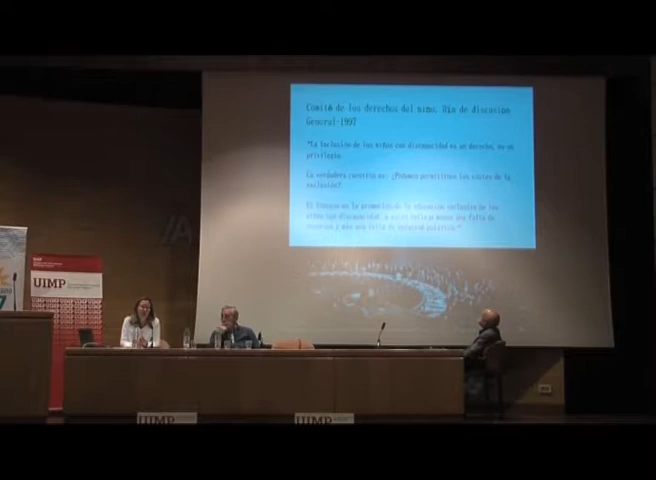 Comité de los derechos del niño. Día de discusión
General-1997
"La inclusión de los niños con discapacidad es un derecho, no un
privilegio.
La verdadera cuestión es: ¿Podemos permitirnos los costes de la
exclusión?
El fracaso en la promoción de la educación inclusiva de los
niños con discapacidad, a
una falta de
recursos y más una falta de voluntad política."
UIMP
UIMP
UIMP